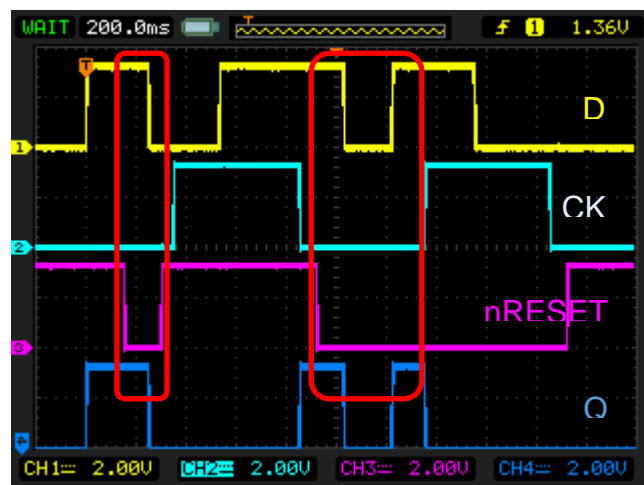 WAIT 200.0ms T 1 1.36V
T
D
1
CK
2
nRESET
3
Q
CH1 2.00V CH2 2.00V CH3 2.00V CH4 2.00V